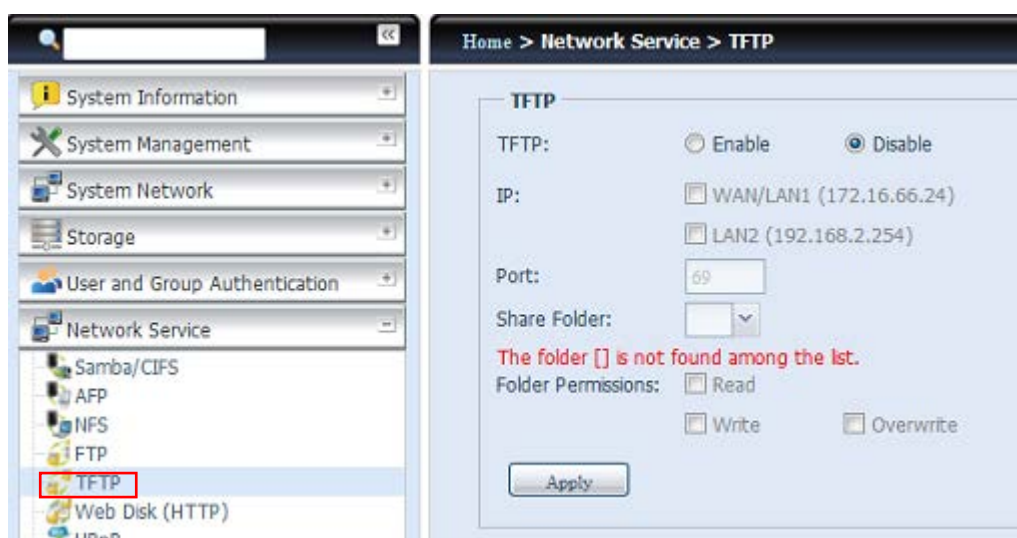 Home > Network Service > TFTP
System Information
System Management
System Network
Storage
User and Group Authentication
Network Service
Samba/CIFS
AFP
NFS
FTP
TFTP
Web Disk (HTTP)
UPnP
TFTP
TFTP: Enable Disable
IP: WAN/LAN1 (172.16.66.24)
LAN2 (192.168.2.254)
Port: 69
Share Folder:
The folder [] is not found among the list.
Folder Permissions: Read
Write Overwrite
Apply